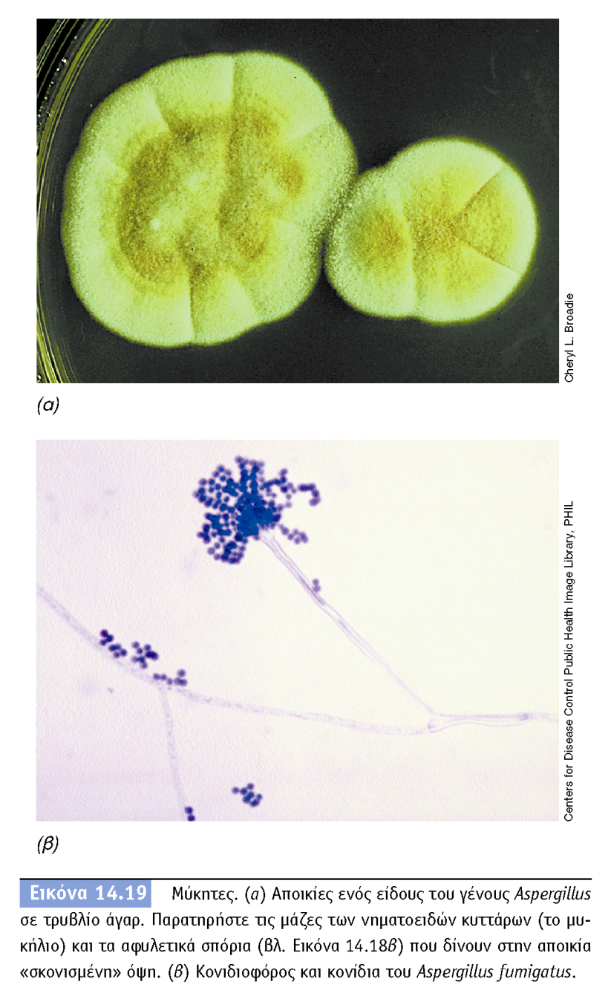 Cheryl L. Broadie
(α)
Centers for Disease Control Public Health Image Library, PHIL
(β)
Εικόνα 14.19 Μύκητες. (α) Αποικίες ενός είδους του γένους Aspergillus
σε τρυβλίο άγαρ. Παρατηρήστε τις μάζες των νηματοειδών κυττάρων (το μυ-
κήλιο) και τα αφυλετικά σπόρια (βλ. Εικόνα 14.18β) που δίνουν στην αποικία
«σκονισμένη» όψη. (β) Κονιδιοφόρος και κονίδια του Aspergillus fumigatus.